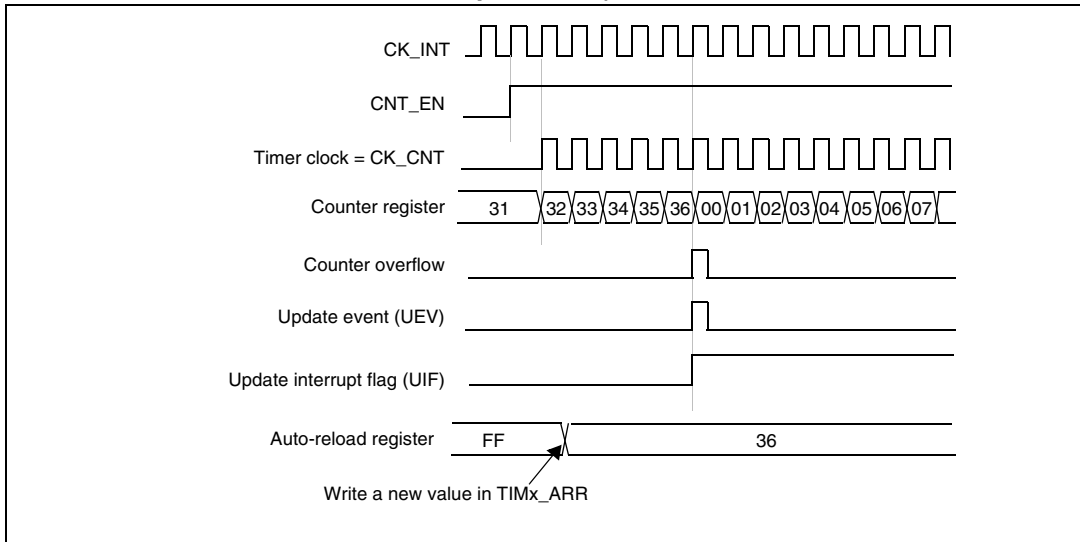 CK_INT
CNT_EN
Timer clock = CK_CNT
Counter register 31 32 33 34 35 36 00 01 02 03 04 05 06 07
Counter overflow
Update event (UEV)
Update interrupt flag (UIF)
Auto-reload register FF 36
Write a new value in TIMx_ARR